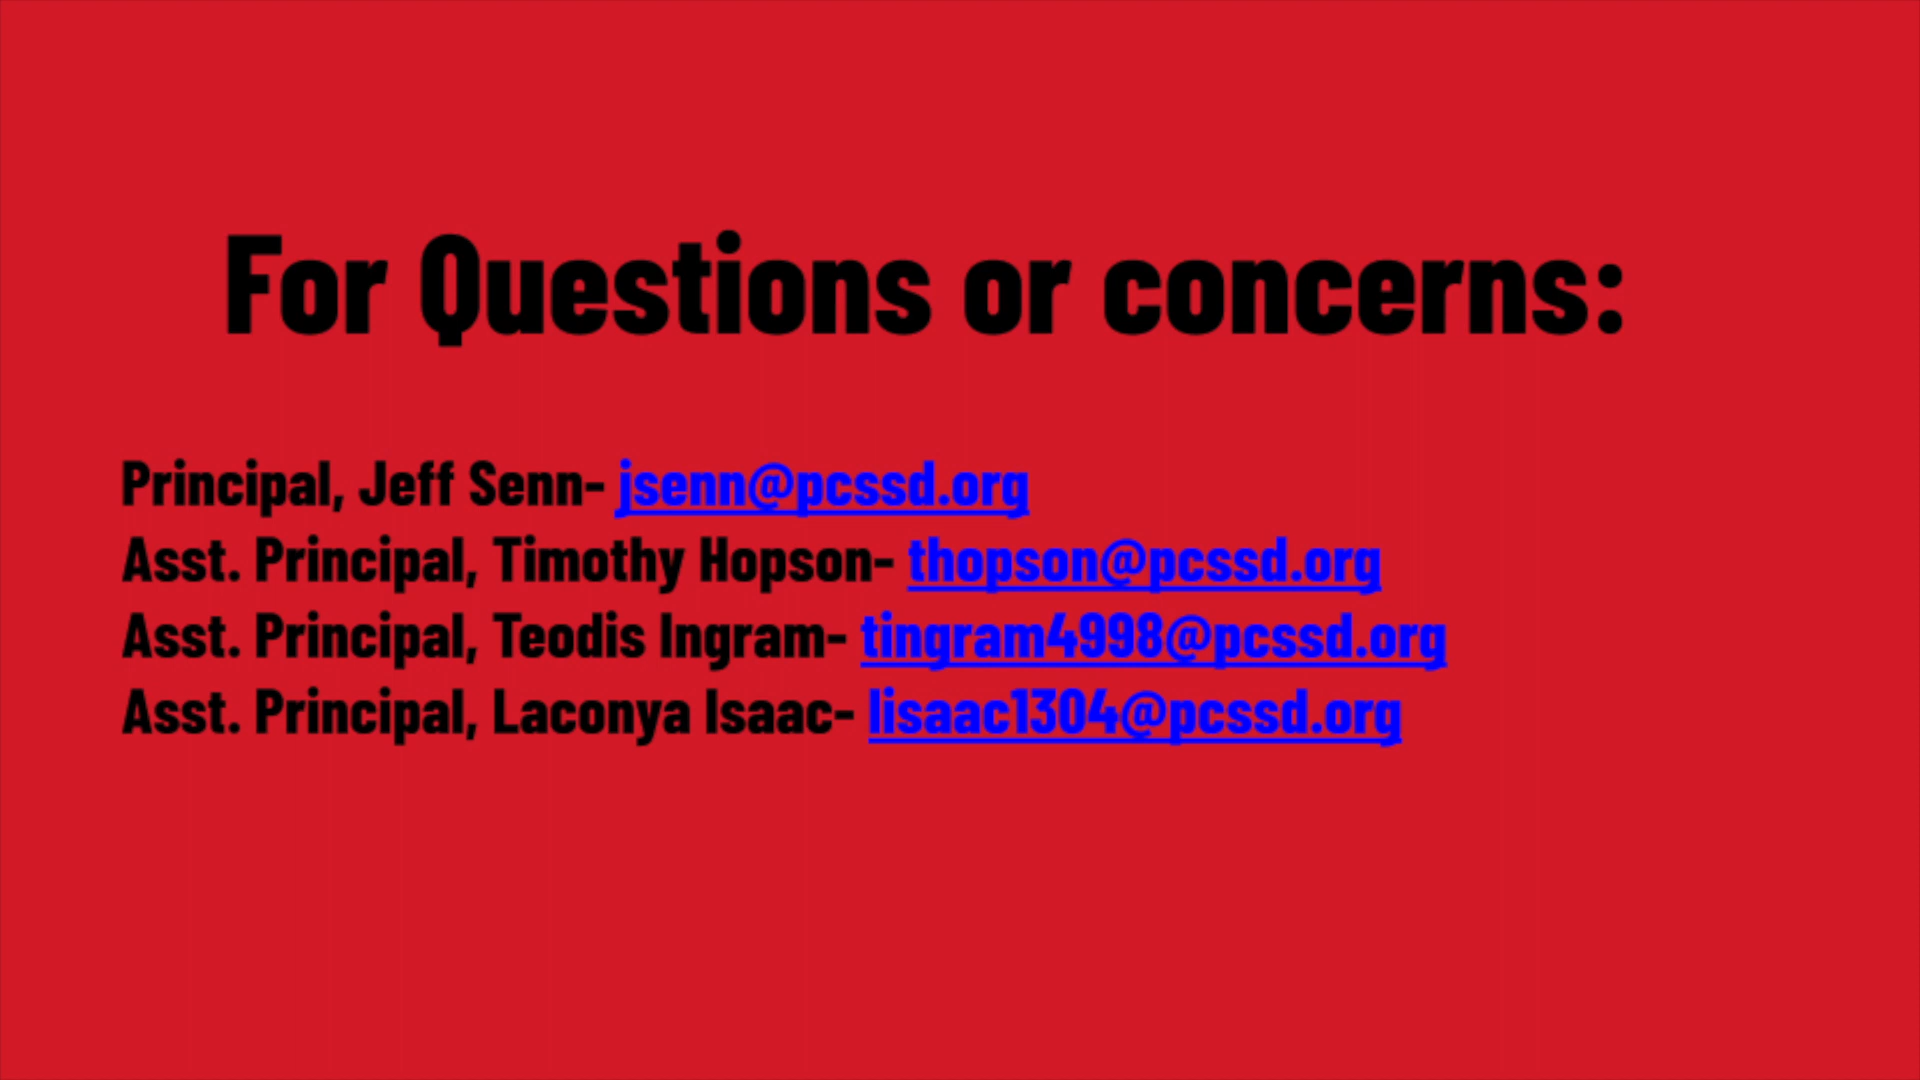 For Questions or concerns:
Principal, Jeff Senn- jsenn@pcssd.org
Asst. Principal, Timothy Hopson- thopson@pcssd.org
Asst. Principal, Teodis Ingram- tingram4998@pcssd.org
Asst. Principal, Laconya Isaac- lisaac1304@pcssd.org